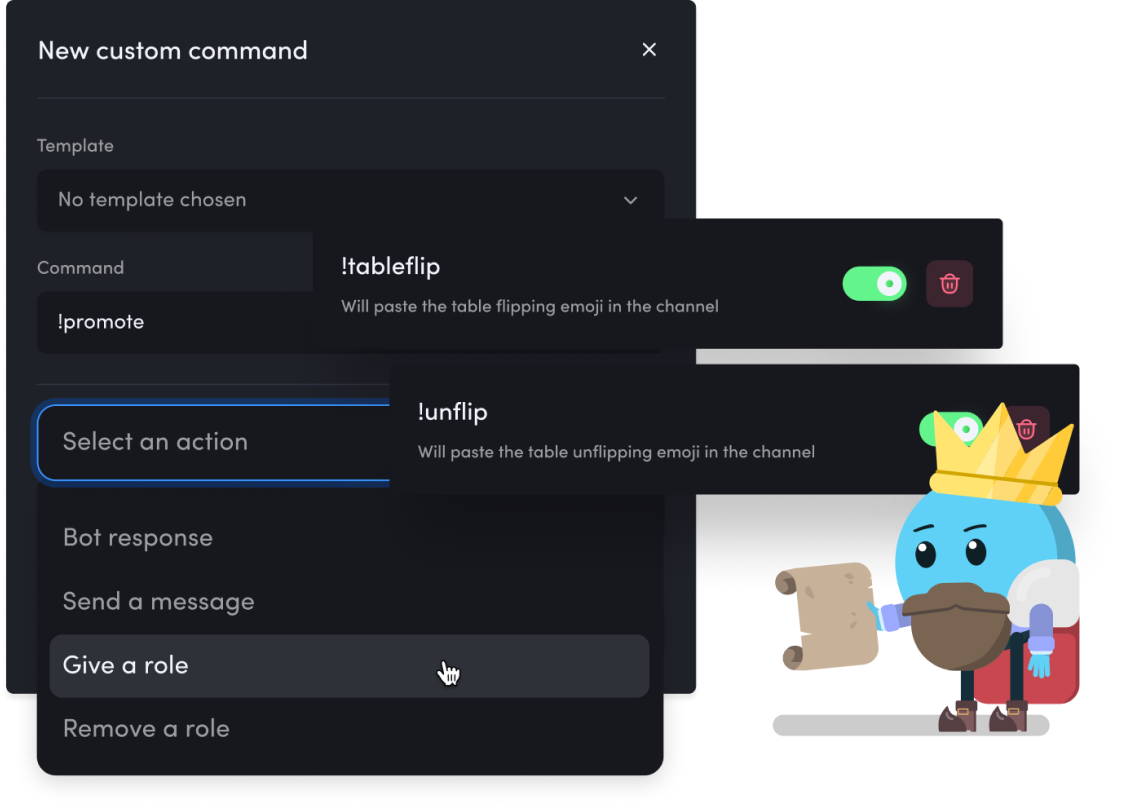 New custom command
Template
No template chosen
!tableflip
Will paste the table flipping emoji in the channel
Command
!promote
!unflip
Will paste the table unflipping emoji in the channel
Select an action
Bot response
Send a message
Give a role
Remove a role